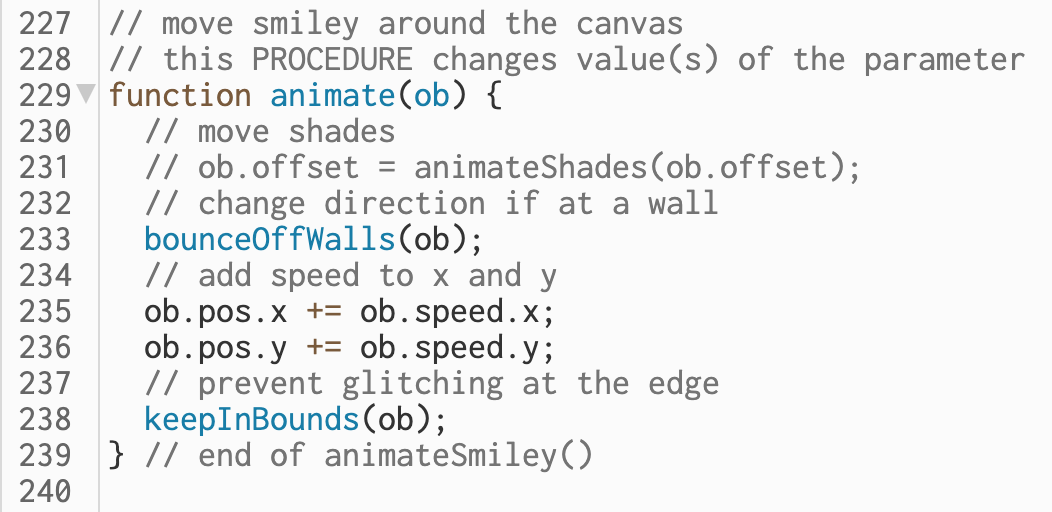 227 // move smiley around the canvas
228 // this PROCEDURE changes value(s) of the parameter
229 function animate(ob) {
230   // move shades
231   // ob.offset = animateShades(ob.offset);
232   // change direction if at a wall
233   bounceOffWalls(ob);
234   // add speed to x and y
235   ob.pos.x += ob.speed.x;
236   ob.pos.y += ob.speed.y;
237   // prevent glitching at the edge
238   keepInBounds(ob);
239 } // end of animateSmiley()
240